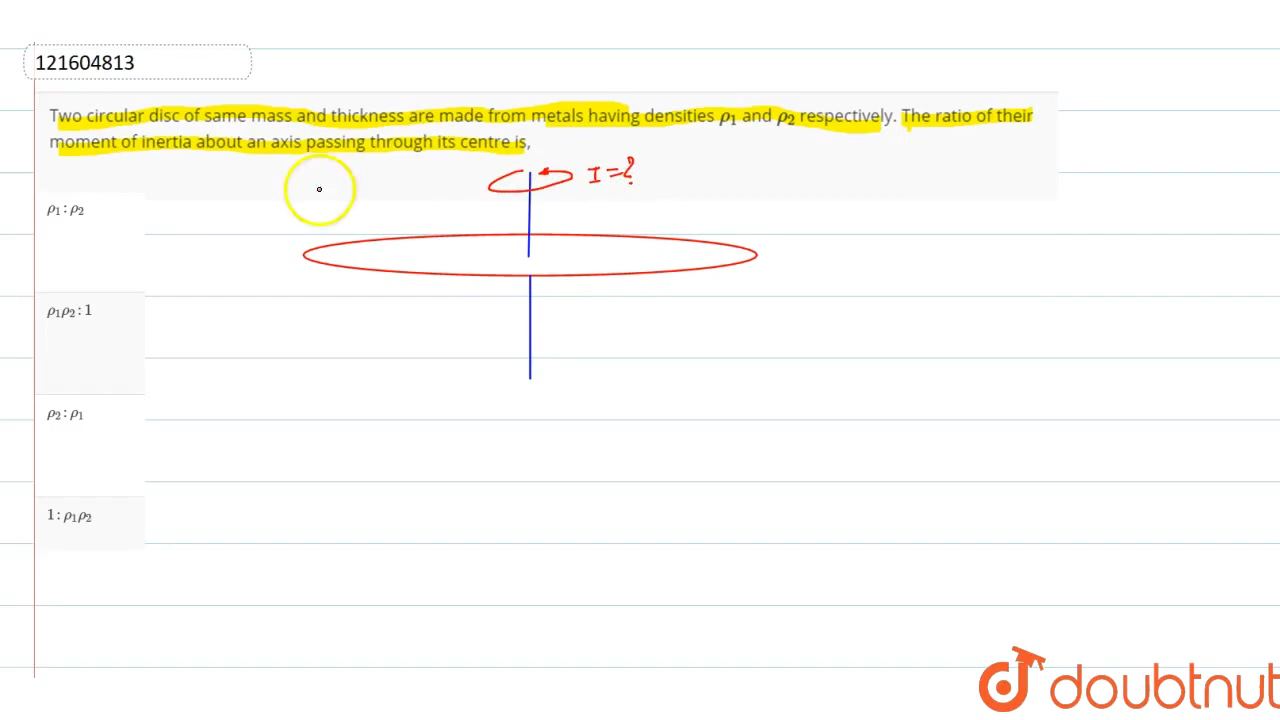 121604813
Two circular disc of same mass and thickness are made from metals having densities ρ₁ and ρ₂ respectively. The ratio of their
moment of inertia about an axis passing through its centre is,
I=?
ρ₁ : ρ₂
ρ₁ρ₂ : 1
ρ₂ : ρ₁
1 : ρ₁ρ₂
doubtnut